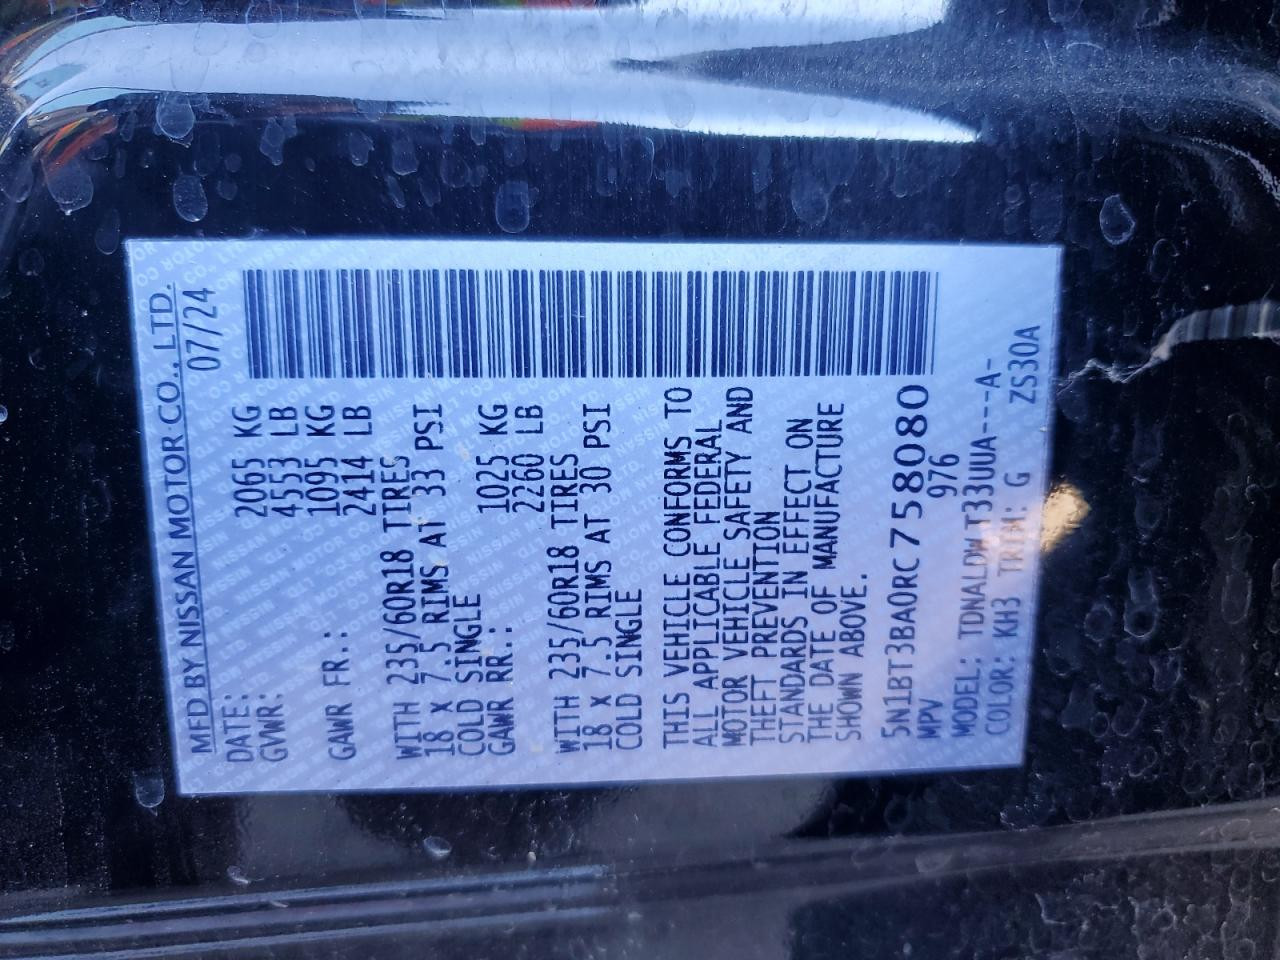 MFD BY NISSAN MOTOR CO., LTD.
DATE: 07/24
GVWR: 2065 KG
4553 LB
GAWR FR.: 1095 KG
2414 LB
WITH 235/60R18 TIRES
18 X 7.5 RIMS AT 33 PSI
COLD SINGLE
GAWR RR.: 1025 KG
2260 LB
WITH 235/60R18 TIRES
18 X 7.5 RIMS AT 30 PSI
COLD SINGLE
THIS VEHICLE CONFORMS TO
ALL APPLICABLE FEDERAL
MOTOR VEHICLE SAFETY AND
THEFT PREVENTION
STANDARDS IN EFFECT ON
THE DATE OF MANUFACTURE
SHOWN ABOVE.
5N1BT3BA0RC758080
MPV 976
MODEL: TDNALDW T33UUA---A-
COLOR: KH3 TRIM: G ZS30A